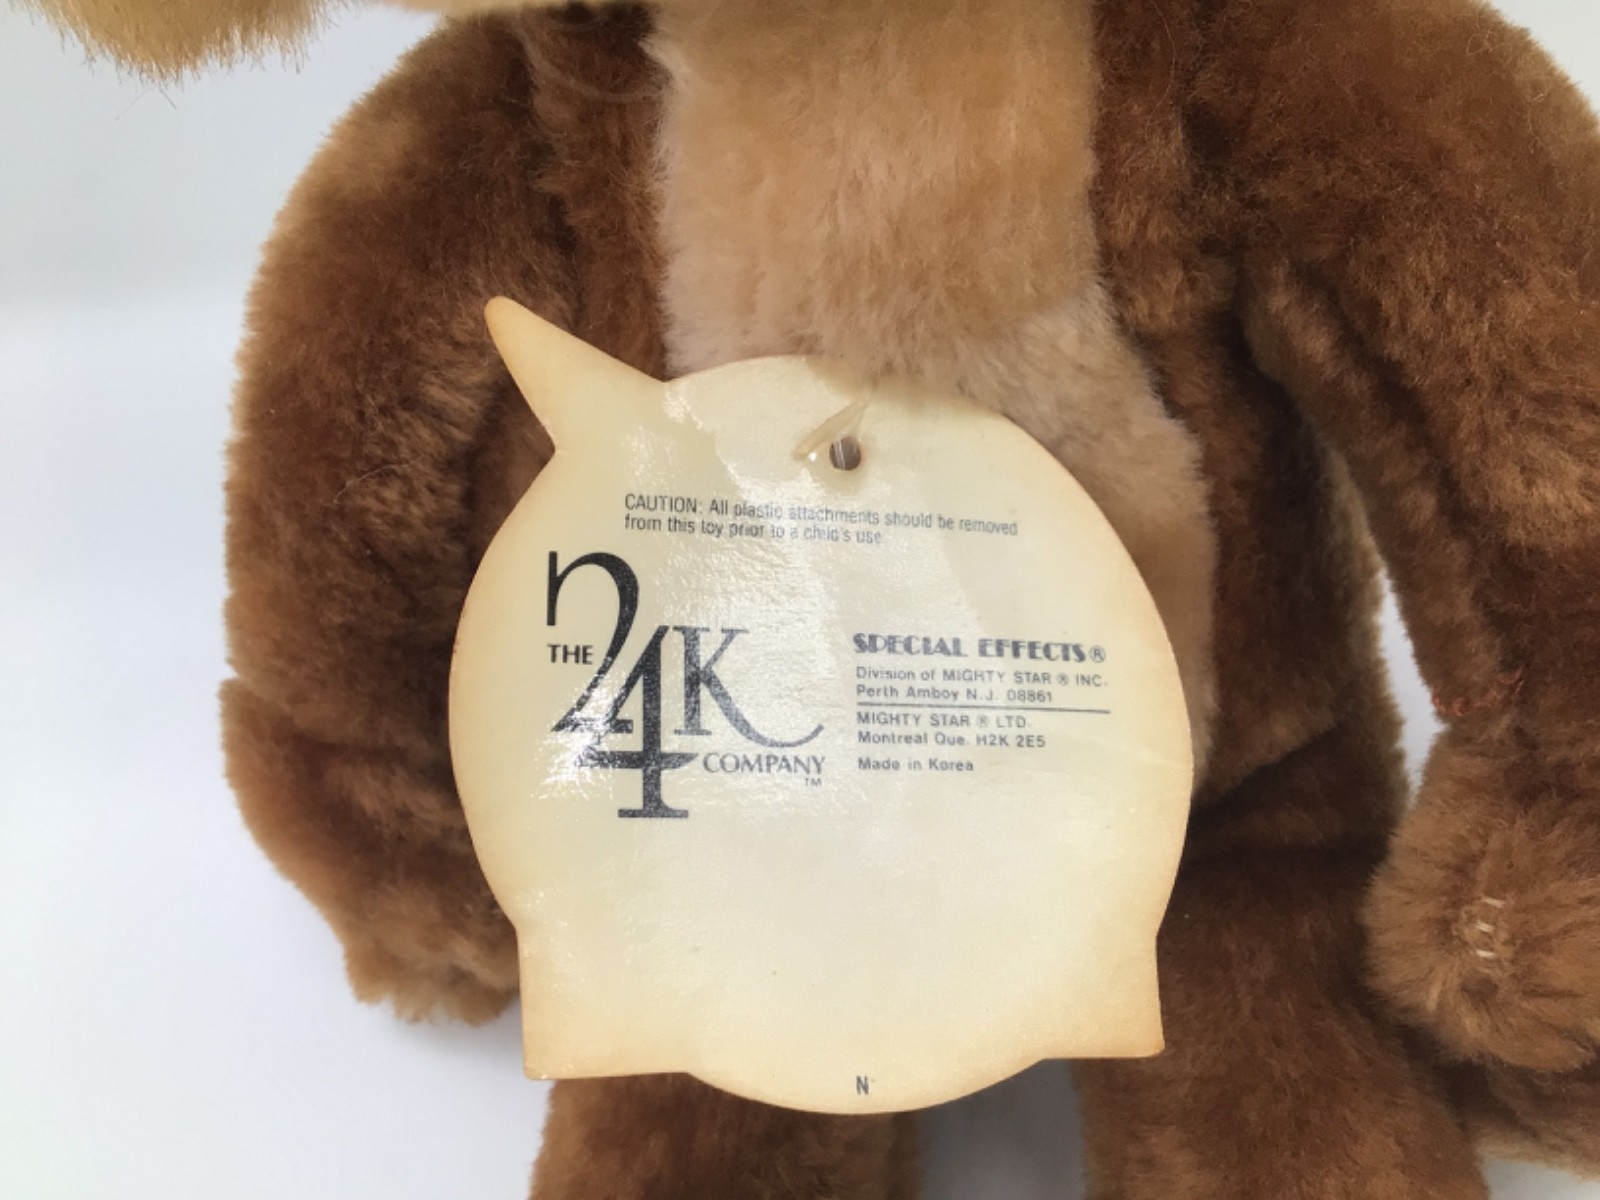 CAUTION: All plastic attachments should be removed
from this toy prior to a child's use.
THE 24K COMPANY ™
SPECIAL EFFECTS®
Division of MIGHTY STAR ® INC.
Perth Amboy N.J. 08861
MIGHTY STAR ® LTD.
Montreal Que. H2K 2E5
Made in Korea
N